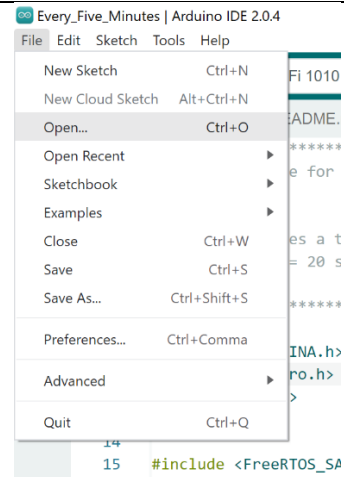 Every_Five_Minutes | Arduino IDE 2.0.4
File Edit Sketch Tools Help
New Sketch Ctrl+N
Fi 1010
New Cloud Sketch Alt+Ctrl+N
Open... Ctrl+O
EADME.
Open Recent
******
Sketchbook
e for
Examples
Close Ctrl+W
es a t
Save Ctrl+S
= 20 s
Save As... Ctrl+Shift+S
******
Preferences... Ctrl+Comma
INA.h>
Advanced
ro.h>
>
Quit Ctrl+Q
14
15 #include <FreeRTOS_SA